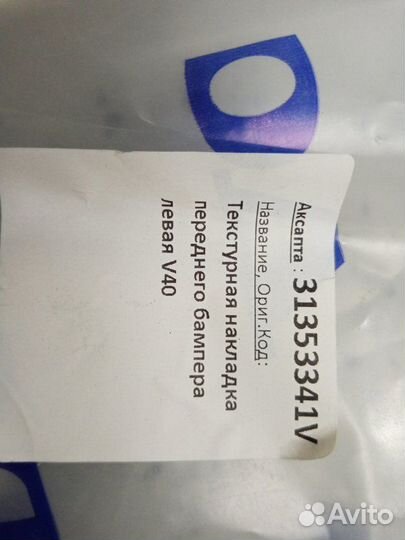 Аксапта : 31353341V
Название, Ориг.Код:
Текстурная накладка
переднего бампера
левая V40
Avito